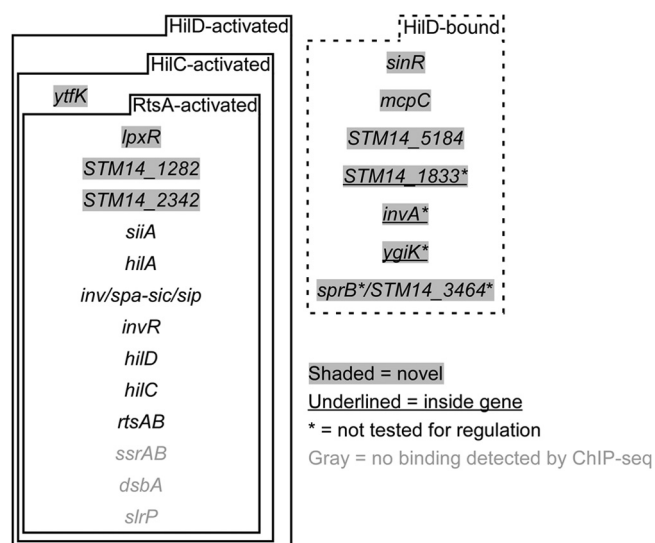 HilD-activated
HilC-activated
ytfK
RtsA-activated
lpxR
STM14_1282
STM14_2342
siiA
hilA
inv/spa-sic/sip
invR
hilD
hilC
rtsAB
ssrAB
dsbA
slrP
HilD-bound
sinR
mcpC
STM14_5184
STM14_1833*
invA*
ygiK*
sprB*/STM14_3464*
Shaded = novel
Underlined = inside gene
* = not tested for regulation
Gray = no binding detected by ChIP-seq